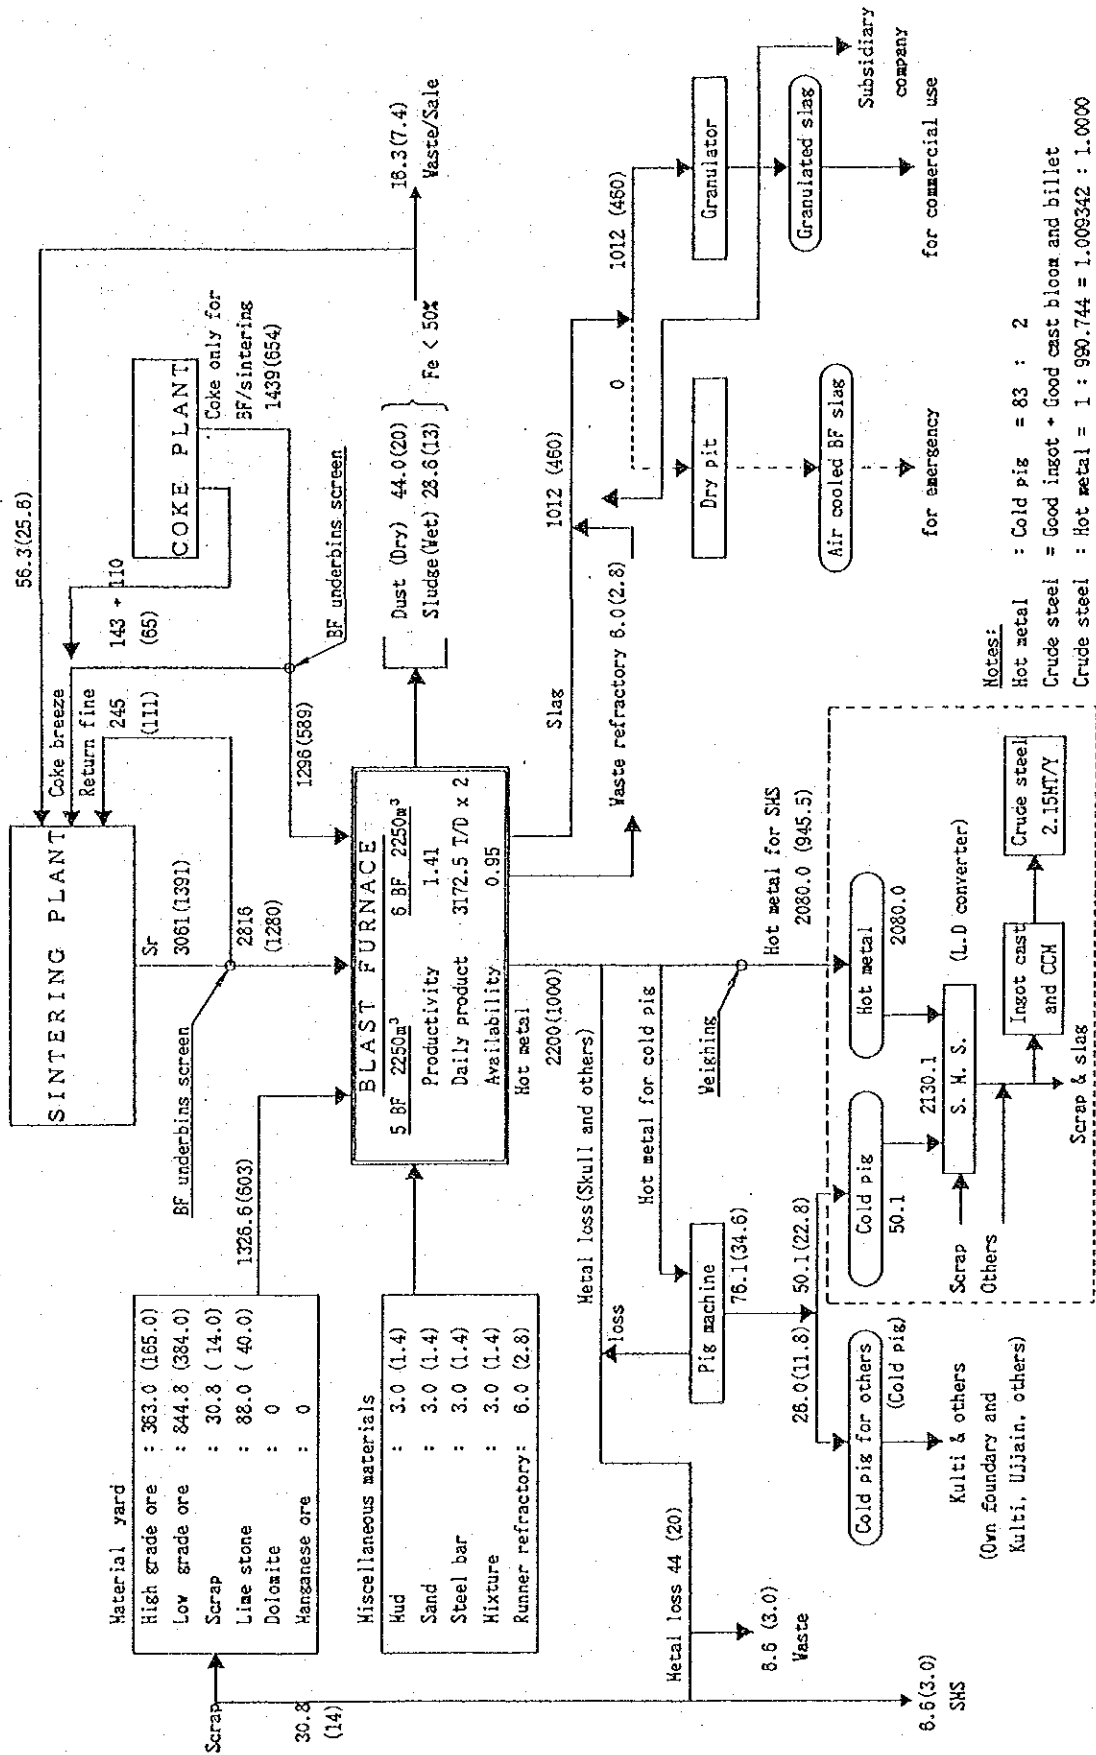 SINTERING PLANT
Sr
3061(1391)
BF underbins screen
2816
(1280)
Coke breeze
Return fine
245
(111)
143 + 110
(65)
56.3(25.6)
COKE PLANT
Coke only for
BF/sintering
1439(654)
BF underbins screen
1296(589)
16.3(7.4)
Waste/Sale
Dust (Dry) 44.0(20)
Sludge(Wet) 28.6(13)
Fe < 50%
Material yard
High grade ore : 363.0 (165.0)
Low grade ore : 844.8 (384.0)
Scrap : 30.8 ( 14.0)
Lime stone : 88.0 ( 40.0)
Dolomite : 0
Manganese ore : 0
1326.6(603)
Scrap
30.8
(14)
Miscellaneous materials
Mud : 3.0 (1.4)
Sand : 3.0 (1.4)
Steel bar : 3.0 (1.4)
Mixture : 3.0 (1.4)
Runner refractory: 6.0 (2.8)
BLAST FURNACE
5 BF 2250m³ 6 BF 2250m³
Productivity 1.41
Daily product 3172.5 T/D x 2
Availability 0.95
Hot metal
2200(1000)
Slag
1012 (460)
Waste refractory 6.0(2.8)
0
1012 (460)
Dry pit
Granulator
Air cooled BF slag
Granulated slag
for emergency
for commercial use
Subsidiary
company
Metal loss(Skull and others)
Hot metal for cold pig
Weighing
Hot metal for SMS
2080.0 (945.5)
loss
Pig machine
76.1(34.6)
26.0(11.8)
50.1(22.8)
Metal loss 44 (20)
6.6 (3.0)
Waste
6.6(3.0)
SMS
Cold pig for others
(Cold pig)
Kulti & others
(Own foundary and
Kulti, Ujjain, others)
Cold pig
50.1
Hot metal
2080.0
2130.1
S. M. S.
(L.D converter)
Scrap
Others
Ingot cast
and CCM
Crude steel
2.15MT/Y
Scrap & slag
Notes:
Hot metal : Cold pig = 83 : 2
Crude steel = Good ingot + Good cast bloom and billet
Crude steel : Hot metal = 1 : 990.744 = 1.009342 : 1.0000